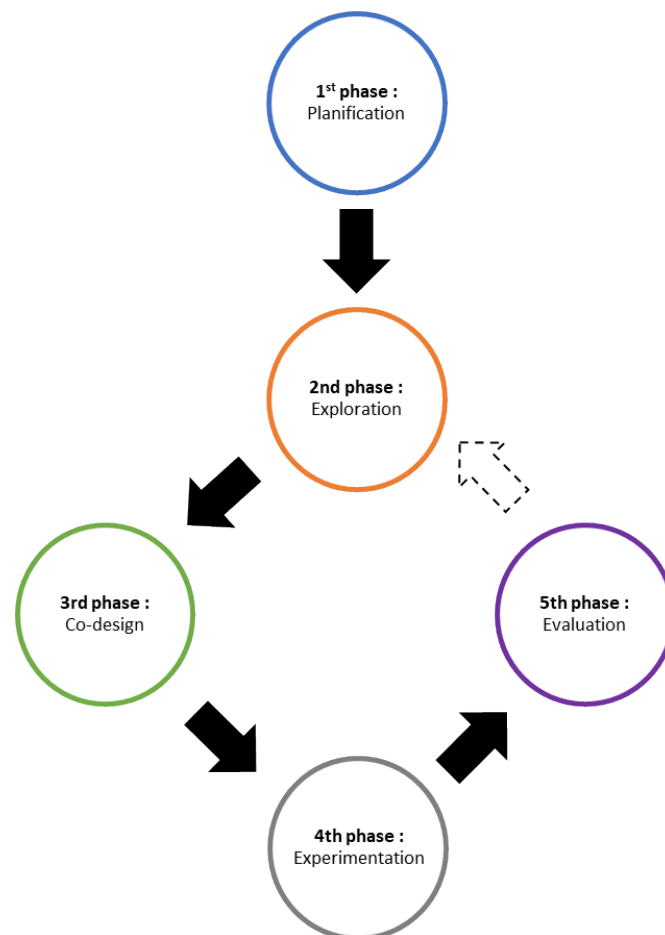 1st phase :
Planification
2nd phase :
Exploration
3rd phase :
Co-design
5th phase :
Evaluation
4th phase :
Experimentation